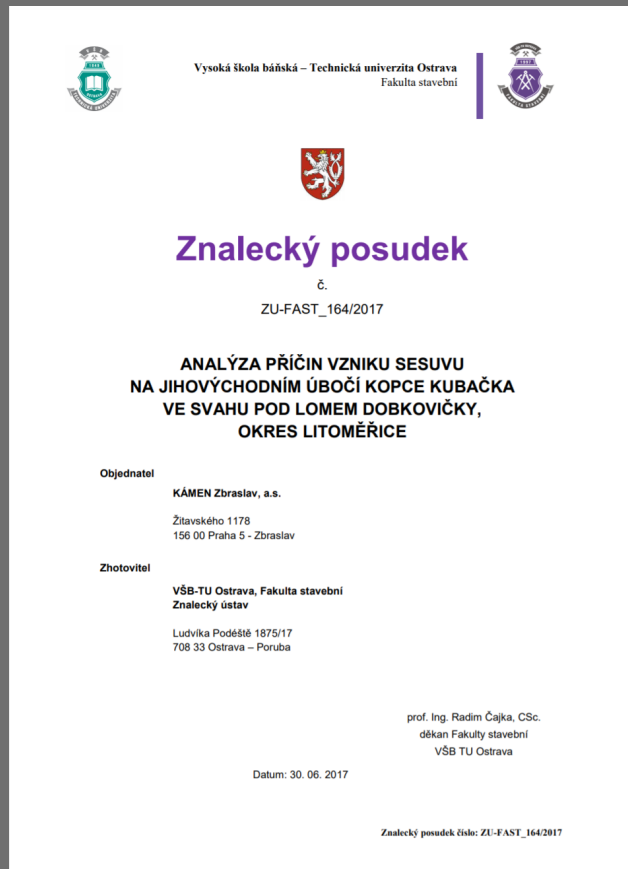 Vysoká škola báňská – Technická univerzita Ostrava
Fakulta stavební
Znalecký posudek
č.
ZU-FAST_164/2017
ANALÝZA PŘÍČIN VZNIKU SESUVU
NA JIHOVÝCHODNÍM ÚBOČÍ KOPCE KUBAČKA
VE SVAHU POD LOMEM DOBKOVIČKY,
OKRES LITOMĚŘICE
Objednatel
KÁMEN Zbraslav, a.s.
Žitavského 1178
156 00 Praha 5 - Zbraslav
Zhotovitel
VŠB-TU Ostrava, Fakulta stavební
Znalecký ústav
Ludvíka Podéště 1875/17
708 33 Ostrava – Poruba
prof. Ing. Radim Čajka, CSc.
děkan Fakulty stavební
VŠB TU Ostrava
Datum: 30. 06. 2017
Znalecký posudek číslo: ZU-FAST_164/2017